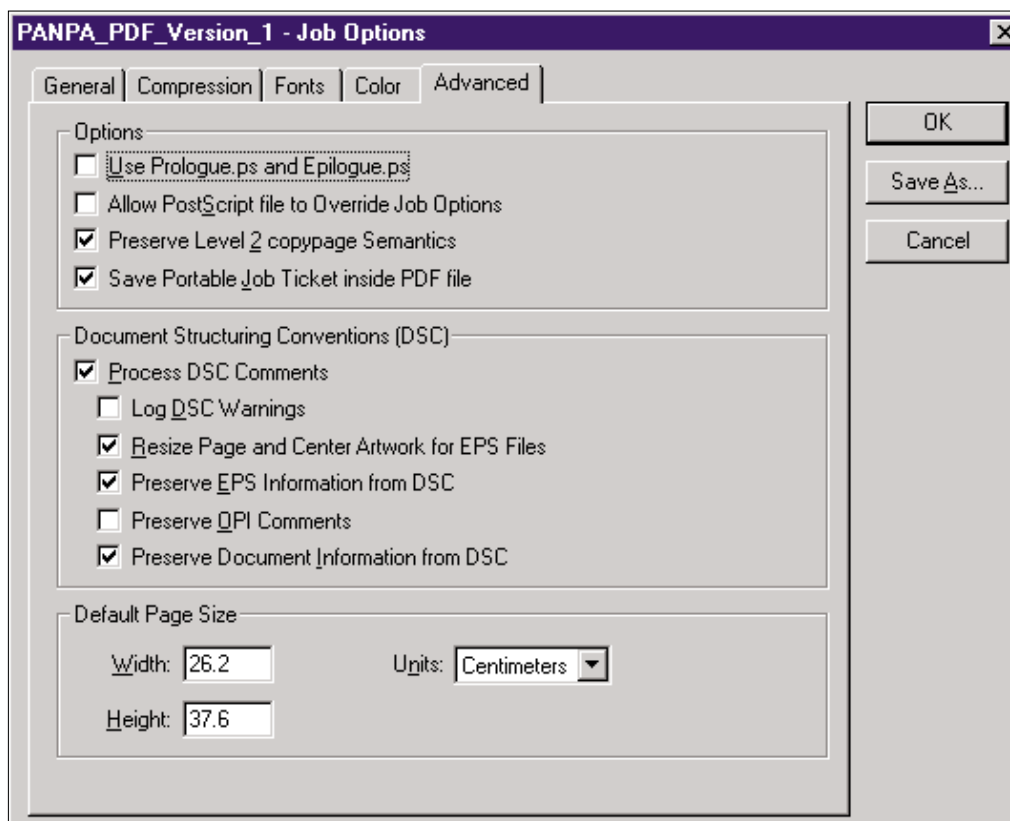 PANPA_PDF_Version_1 - Job Options
General
Compression
Fonts
Color
Advanced
OK
Save As...
Cancel
Options
Use Prologue.ps and Epilogue.ps
Allow PostScript file to Override Job Options
Preserve Level 2 copypage Semantics
Save Portable Job Ticket inside PDF file
Document Structuring Conventions (DSC)
Process DSC Comments
Log DSC Warnings
Resize Page and Center Artwork for EPS Files
Preserve EPS Information from DSC
Preserve OPI Comments
Preserve Document Information from DSC
Default Page Size
Width: 26.2
Units: Centimeters
Height: 37.6